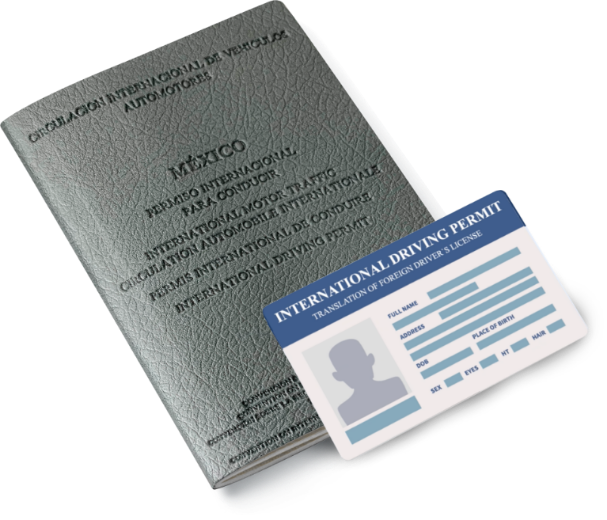 CIRCULACION INTERNACIONAL DE VEHICULOS
AUTOMOTORES
MÉXICO
PERMISO INTERNACIONAL
PARA CONDUCIR
INTERNATIONAL MOTOR TRAFFIC
CIRCULATION AUTOMOBILE INTERNATIONALE
PERMIS INTERNATIONAL DE CONDUIRE
INTERNATIONAL DRIVING PERMIT
CONVENTION
INTERNATIONAL DRIVING PERMIT
TRANSLATION OF FOREIGN DRIVER'S LICENSE
FULL NAME
ADDRESS
DOB
PLACE OF BIRTH
SEX EYES HT HAIR